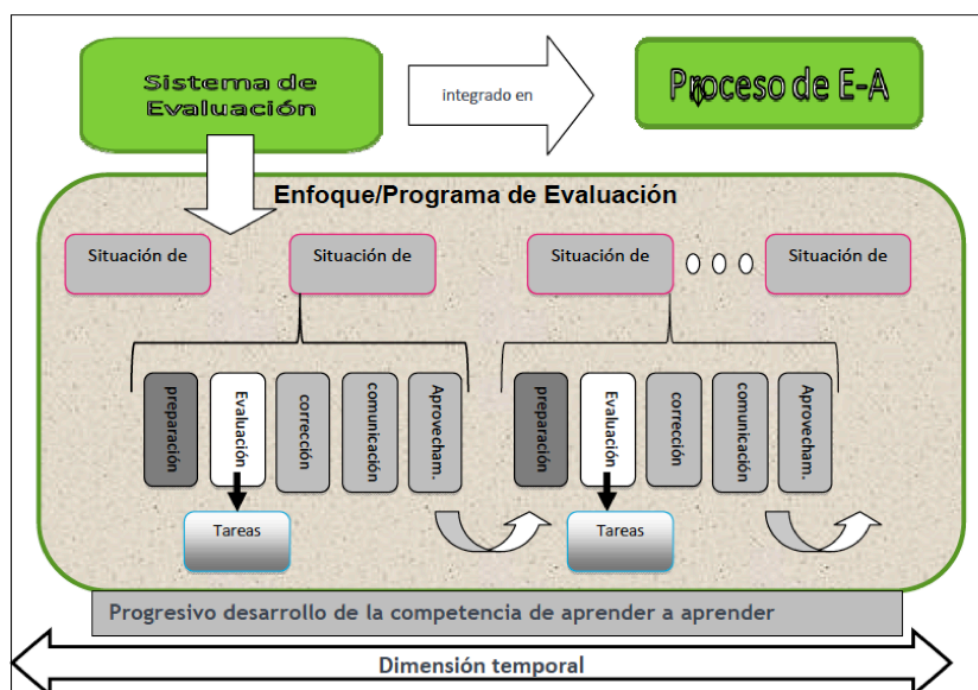 Sistema de
Evaluación
integrado en
Proceso de E-A
Enfoque/Programa de Evaluación
Situación de
Situación de
Situación de
Situación de
preparación
Evaluación
corrección
comunicación
Aprovecham.
preparación
Evaluación
corrección
comunicación
Aprovecham.
Tareas
Tareas
Progresivo desarrollo de la competencia de aprender a aprender
Dimensión temporal